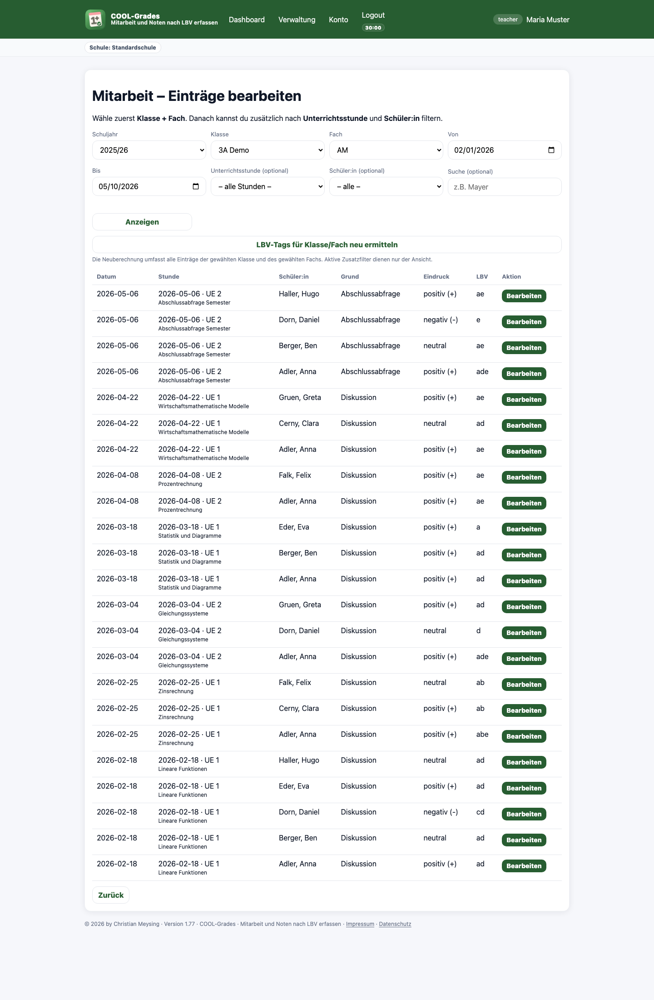 COOL-Grades
Mitarbeit und Noten nach LBV erfassen
Dashboard
Verwaltung
Konto
Logout
30:00
teacher
Maria Muster
Schule: Standardschule
Mitarbeit – Einträge bearbeiten
Wähle zuerst Klasse + Fach. Danach kannst du zusätzlich nach Unterrichtsstunde und Schüler:in filtern.
Schuljahr Klasse Fach Von
2025/26 3A Demo AM 02/01/2026
Bis Unterrichtsstunde (optional) Schüler:in (optional) Suche (optional)
05/10/2026 – alle Stunden – – alle – z.B. Mayer
Anzeigen
LBV-Tags für Klasse/Fach neu ermitteln
Die Neuberechnung umfasst alle Einträge der gewählten Klasse und des gewählten Fachs. Aktive Zusatzfilter dienen nur der Ansicht.
Datum Stunde Schüler:in Grund Eindruck LBV Aktion
2026-05-06 2026-05-06 · UE 2 Haller, Hugo Abschlussabfrage positiv (+) ae Bearbeiten
Abschlussabfrage Semester
2026-05-06 2026-05-06 · UE 2 Dorn, Daniel Abschlussabfrage negativ (-) e Bearbeiten
Abschlussabfrage Semester
2026-05-06 2026-05-06 · UE 2 Berger, Ben Abschlussabfrage neutral ae Bearbeiten
Abschlussabfrage Semester
2026-05-06 2026-05-06 · UE 2 Adler, Anna Abschlussabfrage positiv (+) ade Bearbeiten
Abschlussabfrage Semester
2026-04-22 2026-04-22 · UE 1 Gruen, Greta Diskussion positiv (+) ae Bearbeiten
Wirtschaftsmathematische Modelle
2026-04-22 2026-04-22 · UE 1 Cerny, Clara Diskussion neutral ad Bearbeiten
Wirtschaftsmathematische Modelle
2026-04-22 2026-04-22 · UE 1 Adler, Anna Diskussion positiv (+) ae Bearbeiten
Wirtschaftsmathematische Modelle
2026-04-08 2026-04-08 · UE 2 Falk, Felix Diskussion positiv (+) ae Bearbeiten
Prozentrechnung
2026-04-08 2026-04-08 · UE 2 Adler, Anna Diskussion positiv (+) ae Bearbeiten
Prozentrechnung
2026-03-18 2026-03-18 · UE 1 Eder, Eva Diskussion positiv (+) a Bearbeiten
Statistik und Diagramme
2026-03-18 2026-03-18 · UE 1 Berger, Ben Diskussion positiv (+) ad Bearbeiten
Statistik und Diagramme
2026-03-18 2026-03-18 · UE 1 Adler, Anna Diskussion positiv (+) ad Bearbeiten
Statistik und Diagramme
2026-03-04 2026-03-04 · UE 2 Gruen, Greta Diskussion positiv (+) ad Bearbeiten
Gleichungssysteme
2026-03-04 2026-03-04 · UE 2 Dorn, Daniel Diskussion neutral d Bearbeiten
Gleichungssysteme
2026-03-04 2026-03-04 · UE 2 Adler, Anna Diskussion positiv (+) ade Bearbeiten
Gleichungssysteme
2026-02-25 2026-02-25 · UE 1 Falk, Felix Diskussion neutral ab Bearbeiten
Zinsrechnung
2026-02-25 2026-02-25 · UE 1 Cerny, Clara Diskussion positiv (+) ab Bearbeiten
Zinsrechnung
2026-02-25 2026-02-25 · UE 1 Adler, Anna Diskussion positiv (+) abe Bearbeiten
Zinsrechnung
2026-02-18 2026-02-18 · UE 1 Haller, Hugo Diskussion neutral ad Bearbeiten
Lineare Funktionen
2026-02-18 2026-02-18 · UE 1 Eder, Eva Diskussion positiv (+) ad Bearbeiten
Lineare Funktionen
2026-02-18 2026-02-18 · UE 1 Dorn, Daniel Diskussion negativ (-) cd Bearbeiten
Lineare Funktionen
2026-02-18 2026-02-18 · UE 1 Berger, Ben Diskussion neutral ad Bearbeiten
Lineare Funktionen
2026-02-18 2026-02-18 · UE 1 Adler, Anna Diskussion positiv (+) ad Bearbeiten
Lineare Funktionen
Zurück
© 2026 by Christian Meysing · Version 1.77 · COOL-Grades · Mitarbeit und Noten nach LBV erfassen · Impressum · Datenschutz